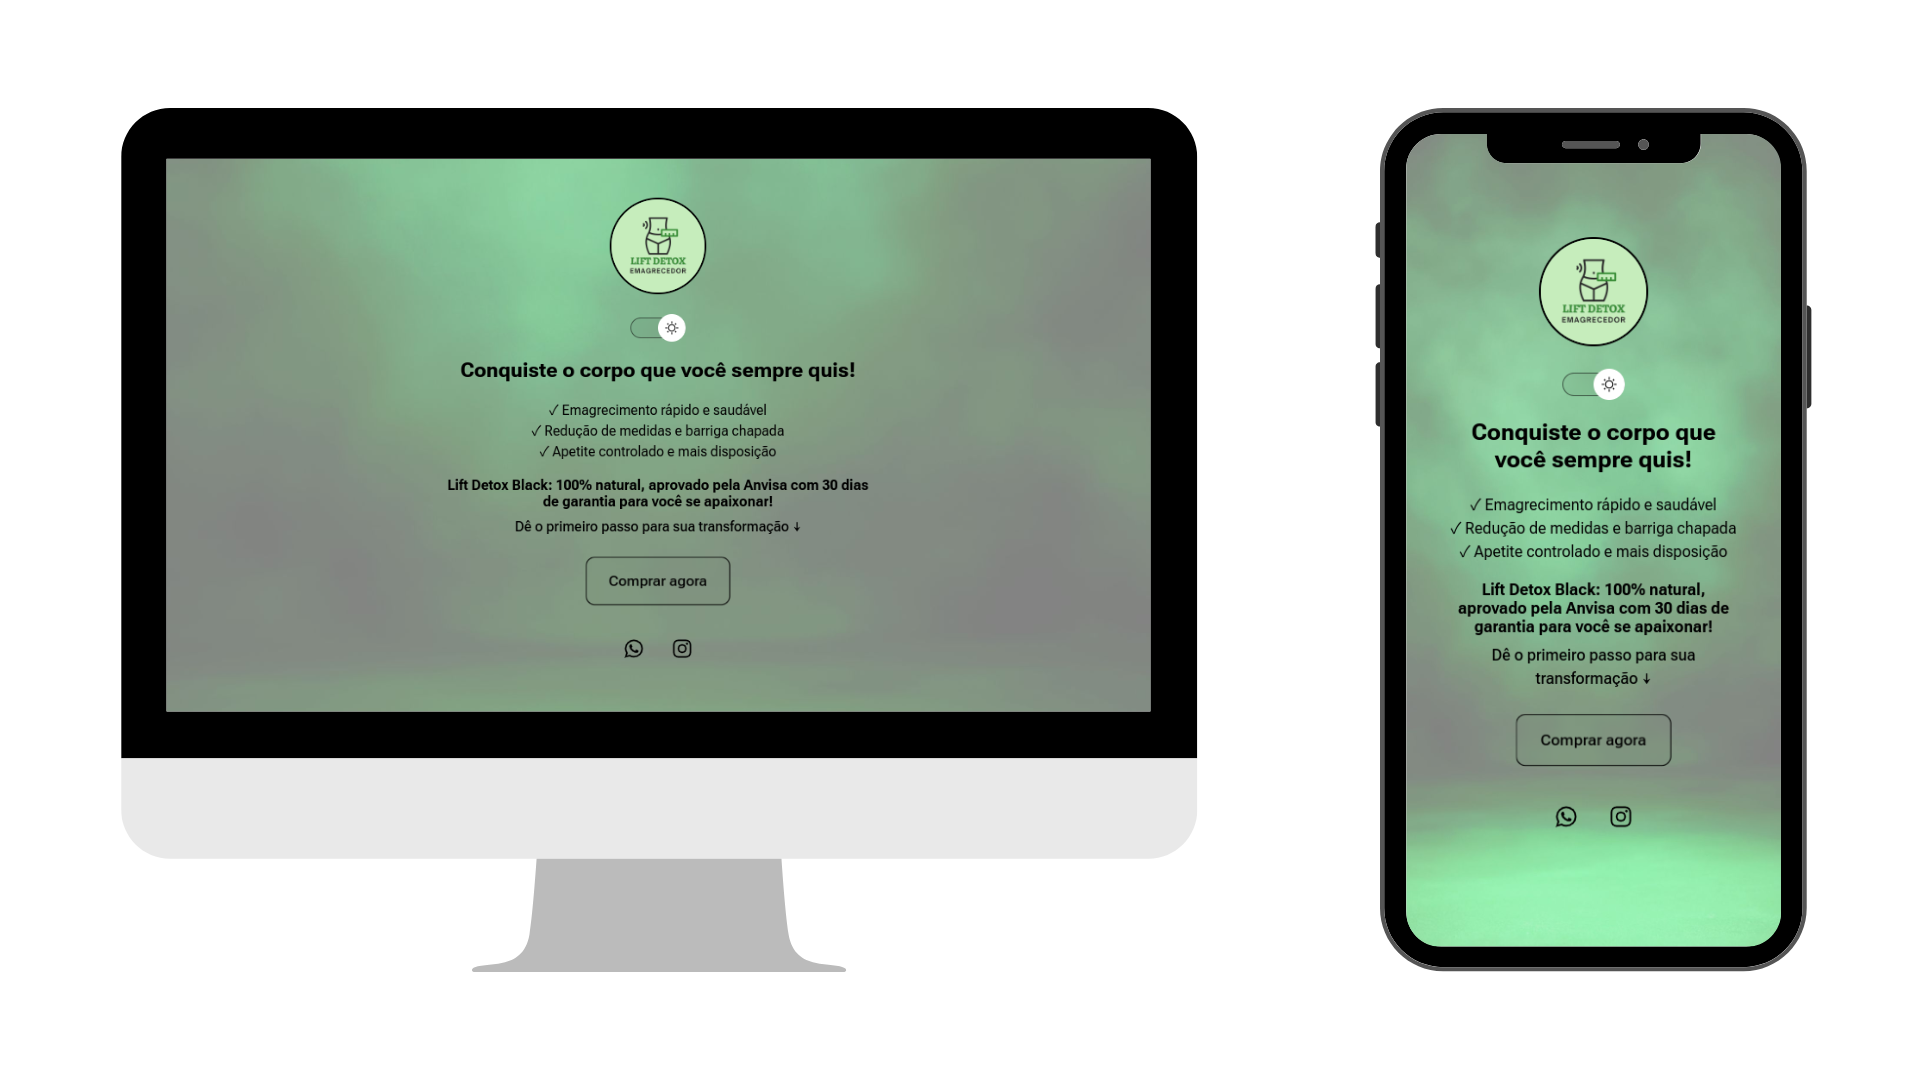 LIFT DETOX
EMAGRECEDOR
Conquiste o corpo que você sempre quis!
✓ Emagrecimento rápido e saudável
✓ Redução de medidas e barriga chapada
✓ Apetite controlado e mais disposição
Lift Detox Black: 100% natural, aprovado pela Anvisa com 30 dias
de garantia para você se apaixonar!
Dê o primeiro passo para sua transformação ↓
Comprar agora
LIFT DETOX
EMAGRECEDOR
Conquiste o corpo que
você sempre quis!
✓ Emagrecimento rápido e saudável
✓ Redução de medidas e barriga chapada
✓ Apetite controlado e mais disposição
Lift Detox Black: 100% natural,
aprovado pela Anvisa com 30 dias de
garantia para você se apaixonar!
Dê o primeiro passo para sua
transformação ↓
Comprar agora